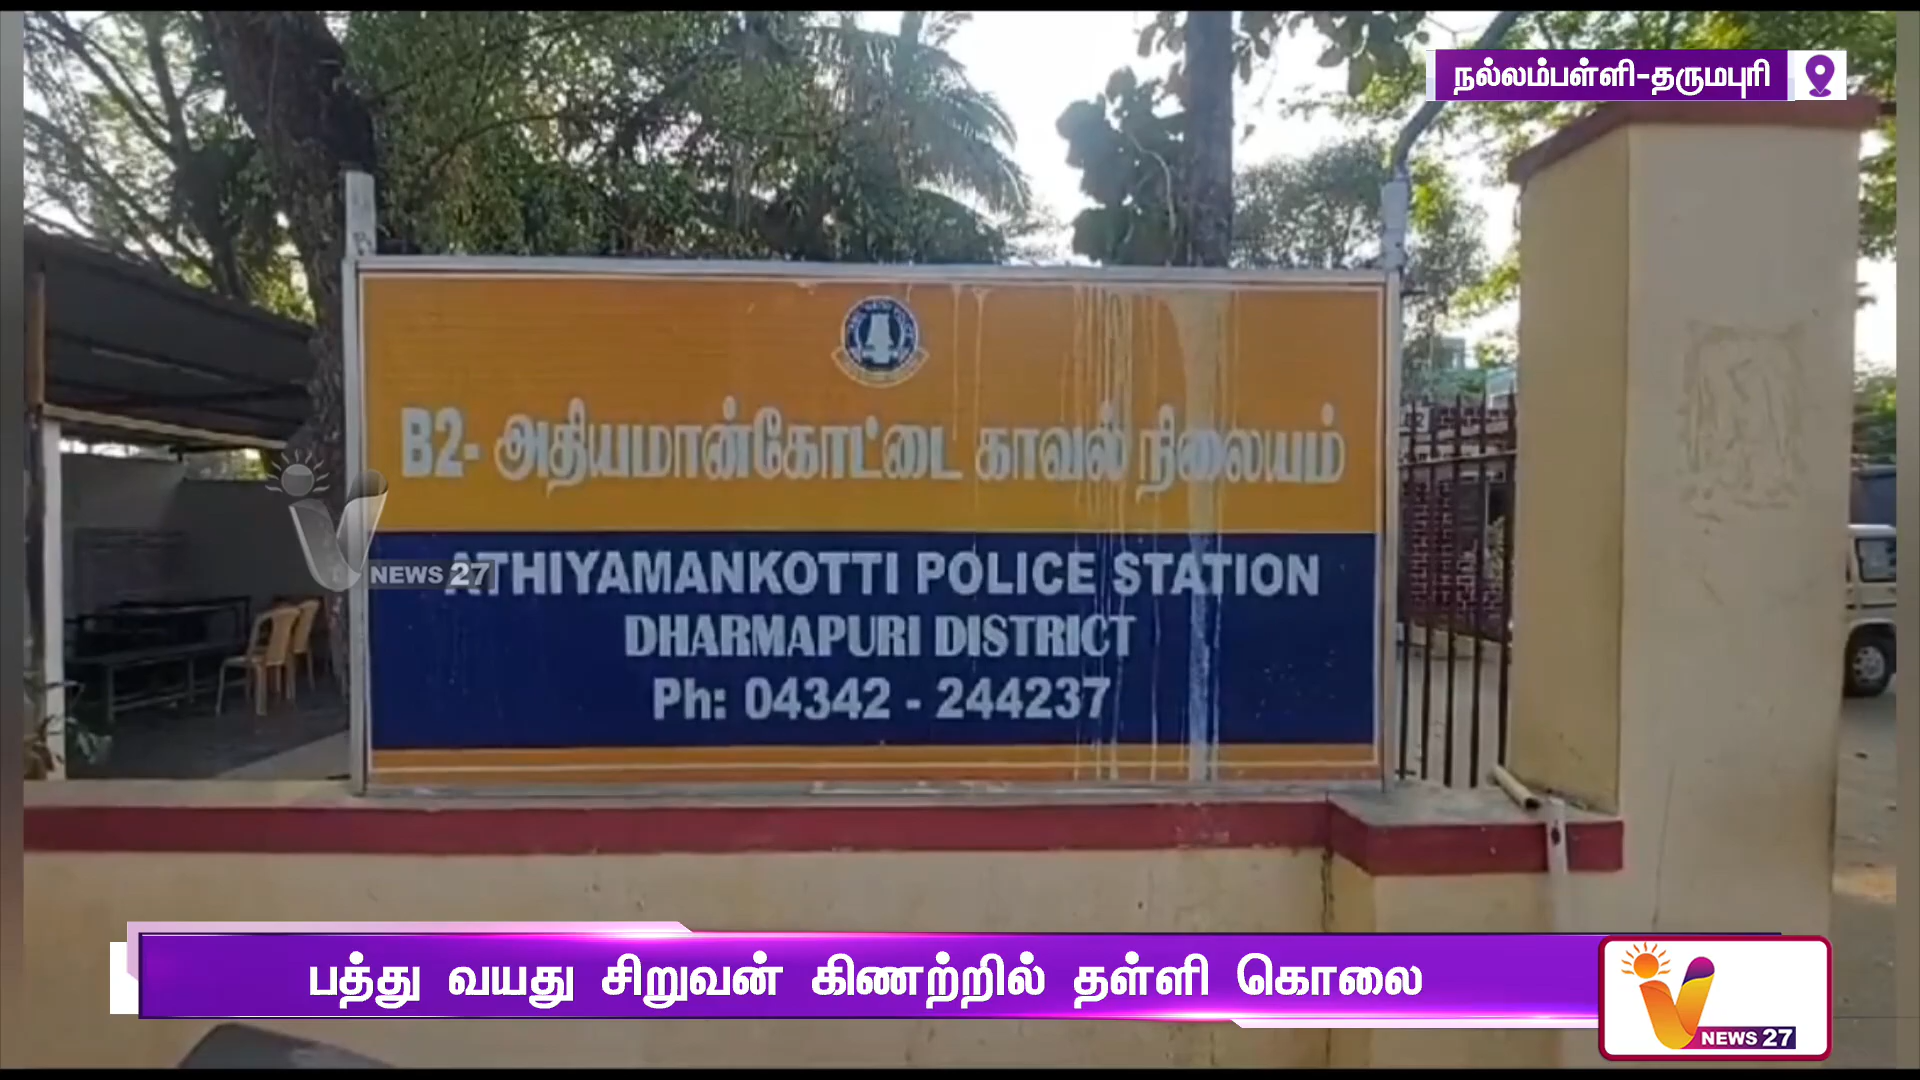 நல்லம்பள்ளி-தருமபுரி
B2- அதியமான்கோட்டை காவல் நிலையம்
ATHIYAMANKOTTI POLICE STATION
DHARMAPURI DISTRICT
Ph: 04342 - 244237
NEWS 27
பத்து வயது சிறுவன் கிணற்றில் தள்ளி கொலை
NEWS 27